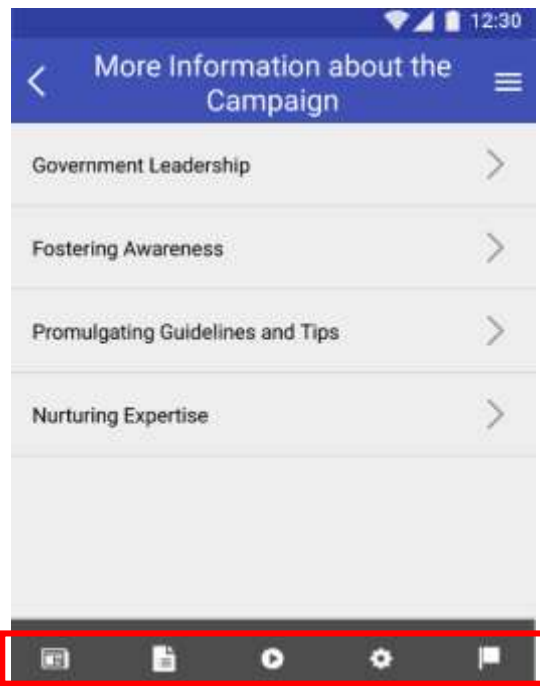 12:30
More Information about the
Campaign
Government Leadership
Fostering Awareness
Promulgating Guidelines and Tips
Nurturing Expertise